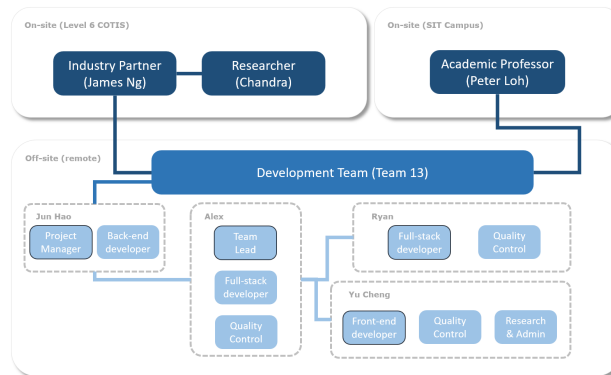 On-site (Level 6 COTIS)
Industry Partner
(James Ng)
Researcher
(Chandra)
On-site (SIT Campus)
Academic Professor
(Peter Loh)
Off-site (remote)
Development Team (Team 13)
Jun Hao
Project
Manager
Back-end
developer
Alex
Team
Lead
Full-stack
developer
Quality
Control
Ryan
Full-stack
developer
Quality
Control
Yu Cheng
Front-end
developer
Quality
Control
Research
& Admin